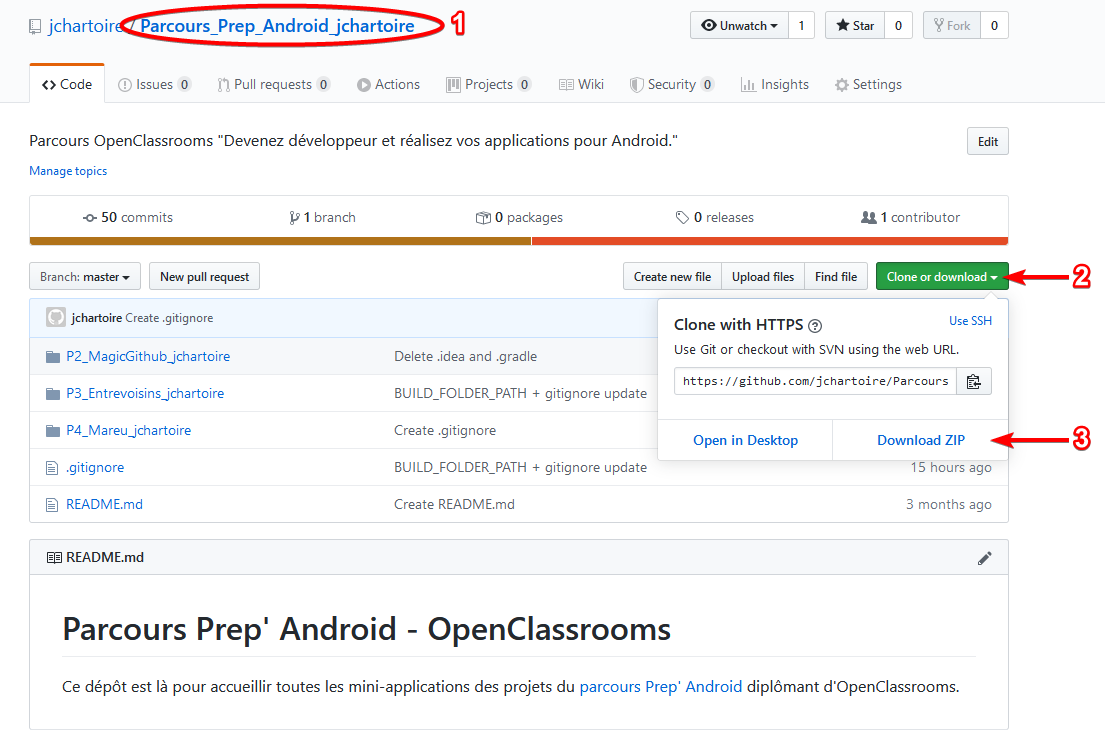 jchartoire / Parcours_Prep_Android_jchartoire 1 Unwatch 1 Star 0 Fork 0
Code Issues 0 Pull requests 0 Actions Projects 0 Wiki Security 0 Insights Settings
Parcours OpenClassrooms "Devenez développeur et réalisez vos applications pour Android." Edit
Manage topics
50 commits 1 branch 0 packages 0 releases 1 contributor
Branch: master New pull request Create new file Upload files Find file Clone or download 2
jchartoire Create .gitignore
Clone with HTTPS ? Use SSH
Use Git or checkout with SVN using the web URL.
https://github.com/jchartoire/Parcours
Open in Desktop Download ZIP 3
P2_MagicGithub_jchartoire Delete .idea and .gradle
P3_Entrevoisins_jchartoire BUILD_FOLDER_PATH + gitignore update
P4_Mareu_jchartoire Create .gitignore
.gitignore BUILD_FOLDER_PATH + gitignore update 15 hours ago
README.md Create README.md 3 months ago
README.md
Parcours Prep' Android - OpenClassrooms
Ce dépôt est là pour accueillir toutes les mini-applications des projets du parcours Prep' Android diplômant d'OpenClassrooms.